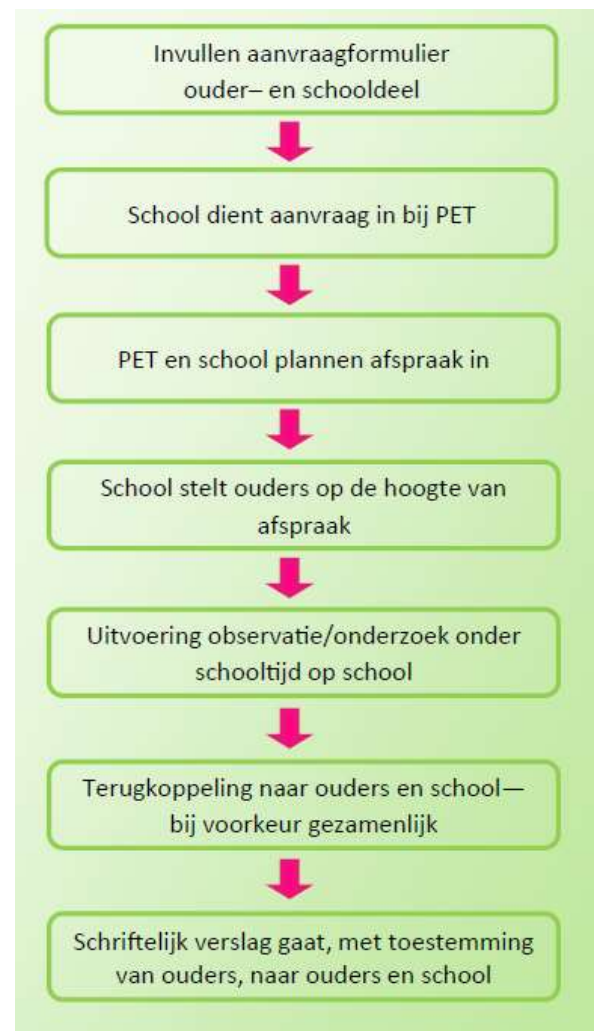 Invullen aanvraagformulier
ouder– en schooldeel
School dient aanvraag in bij PET
PET en school plannen afspraak in
School stelt ouders op de hoogte van
afspraak
Uitvoering observatie/onderzoek onder
schooltijd op school
Terugkoppeling naar ouders en school—
bij voorkeur gezamenlijk
Schriftelijk verslag gaat, met toestemming
van ouders, naar ouders en school